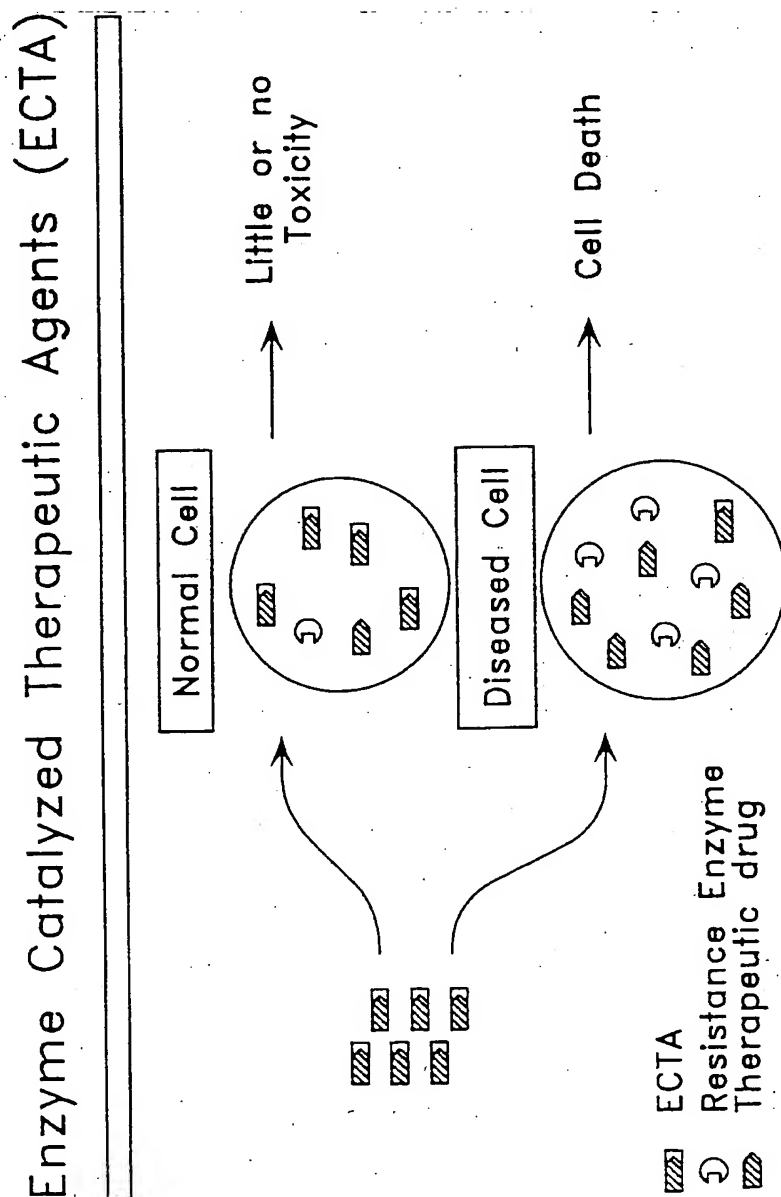 Enzyme Catalyzed Therapeutic Agents (ECTA)
Normal Cell
Little or no
Toxicity
Diseased Cell
Cell Death
ECTA
Resistance Enzyme
Therapeutic drug